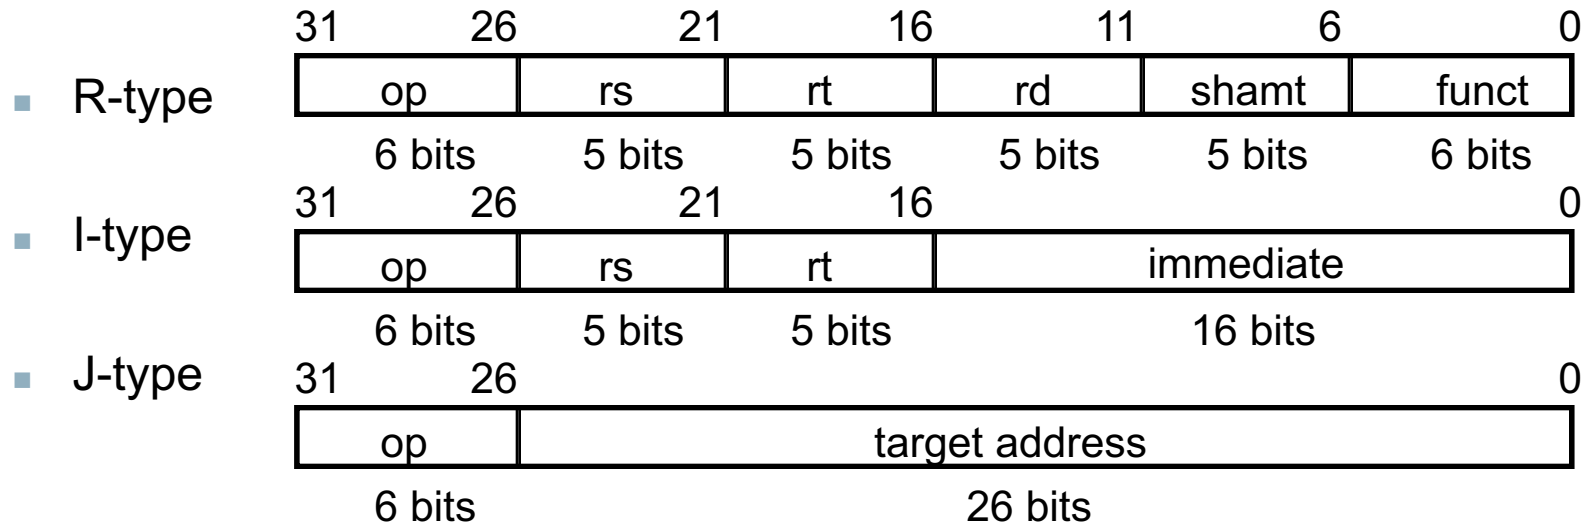 31 26 21 16 11 6 0
▪ R-type op rs rt rd shamt funct
6 bits 5 bits 5 bits 5 bits 5 bits 6 bits
31 26 21 16 0
▪ I-type op rs rt immediate
6 bits 5 bits 5 bits 16 bits
▪ J-type 31 26 0
op target address
6 bits 26 bits